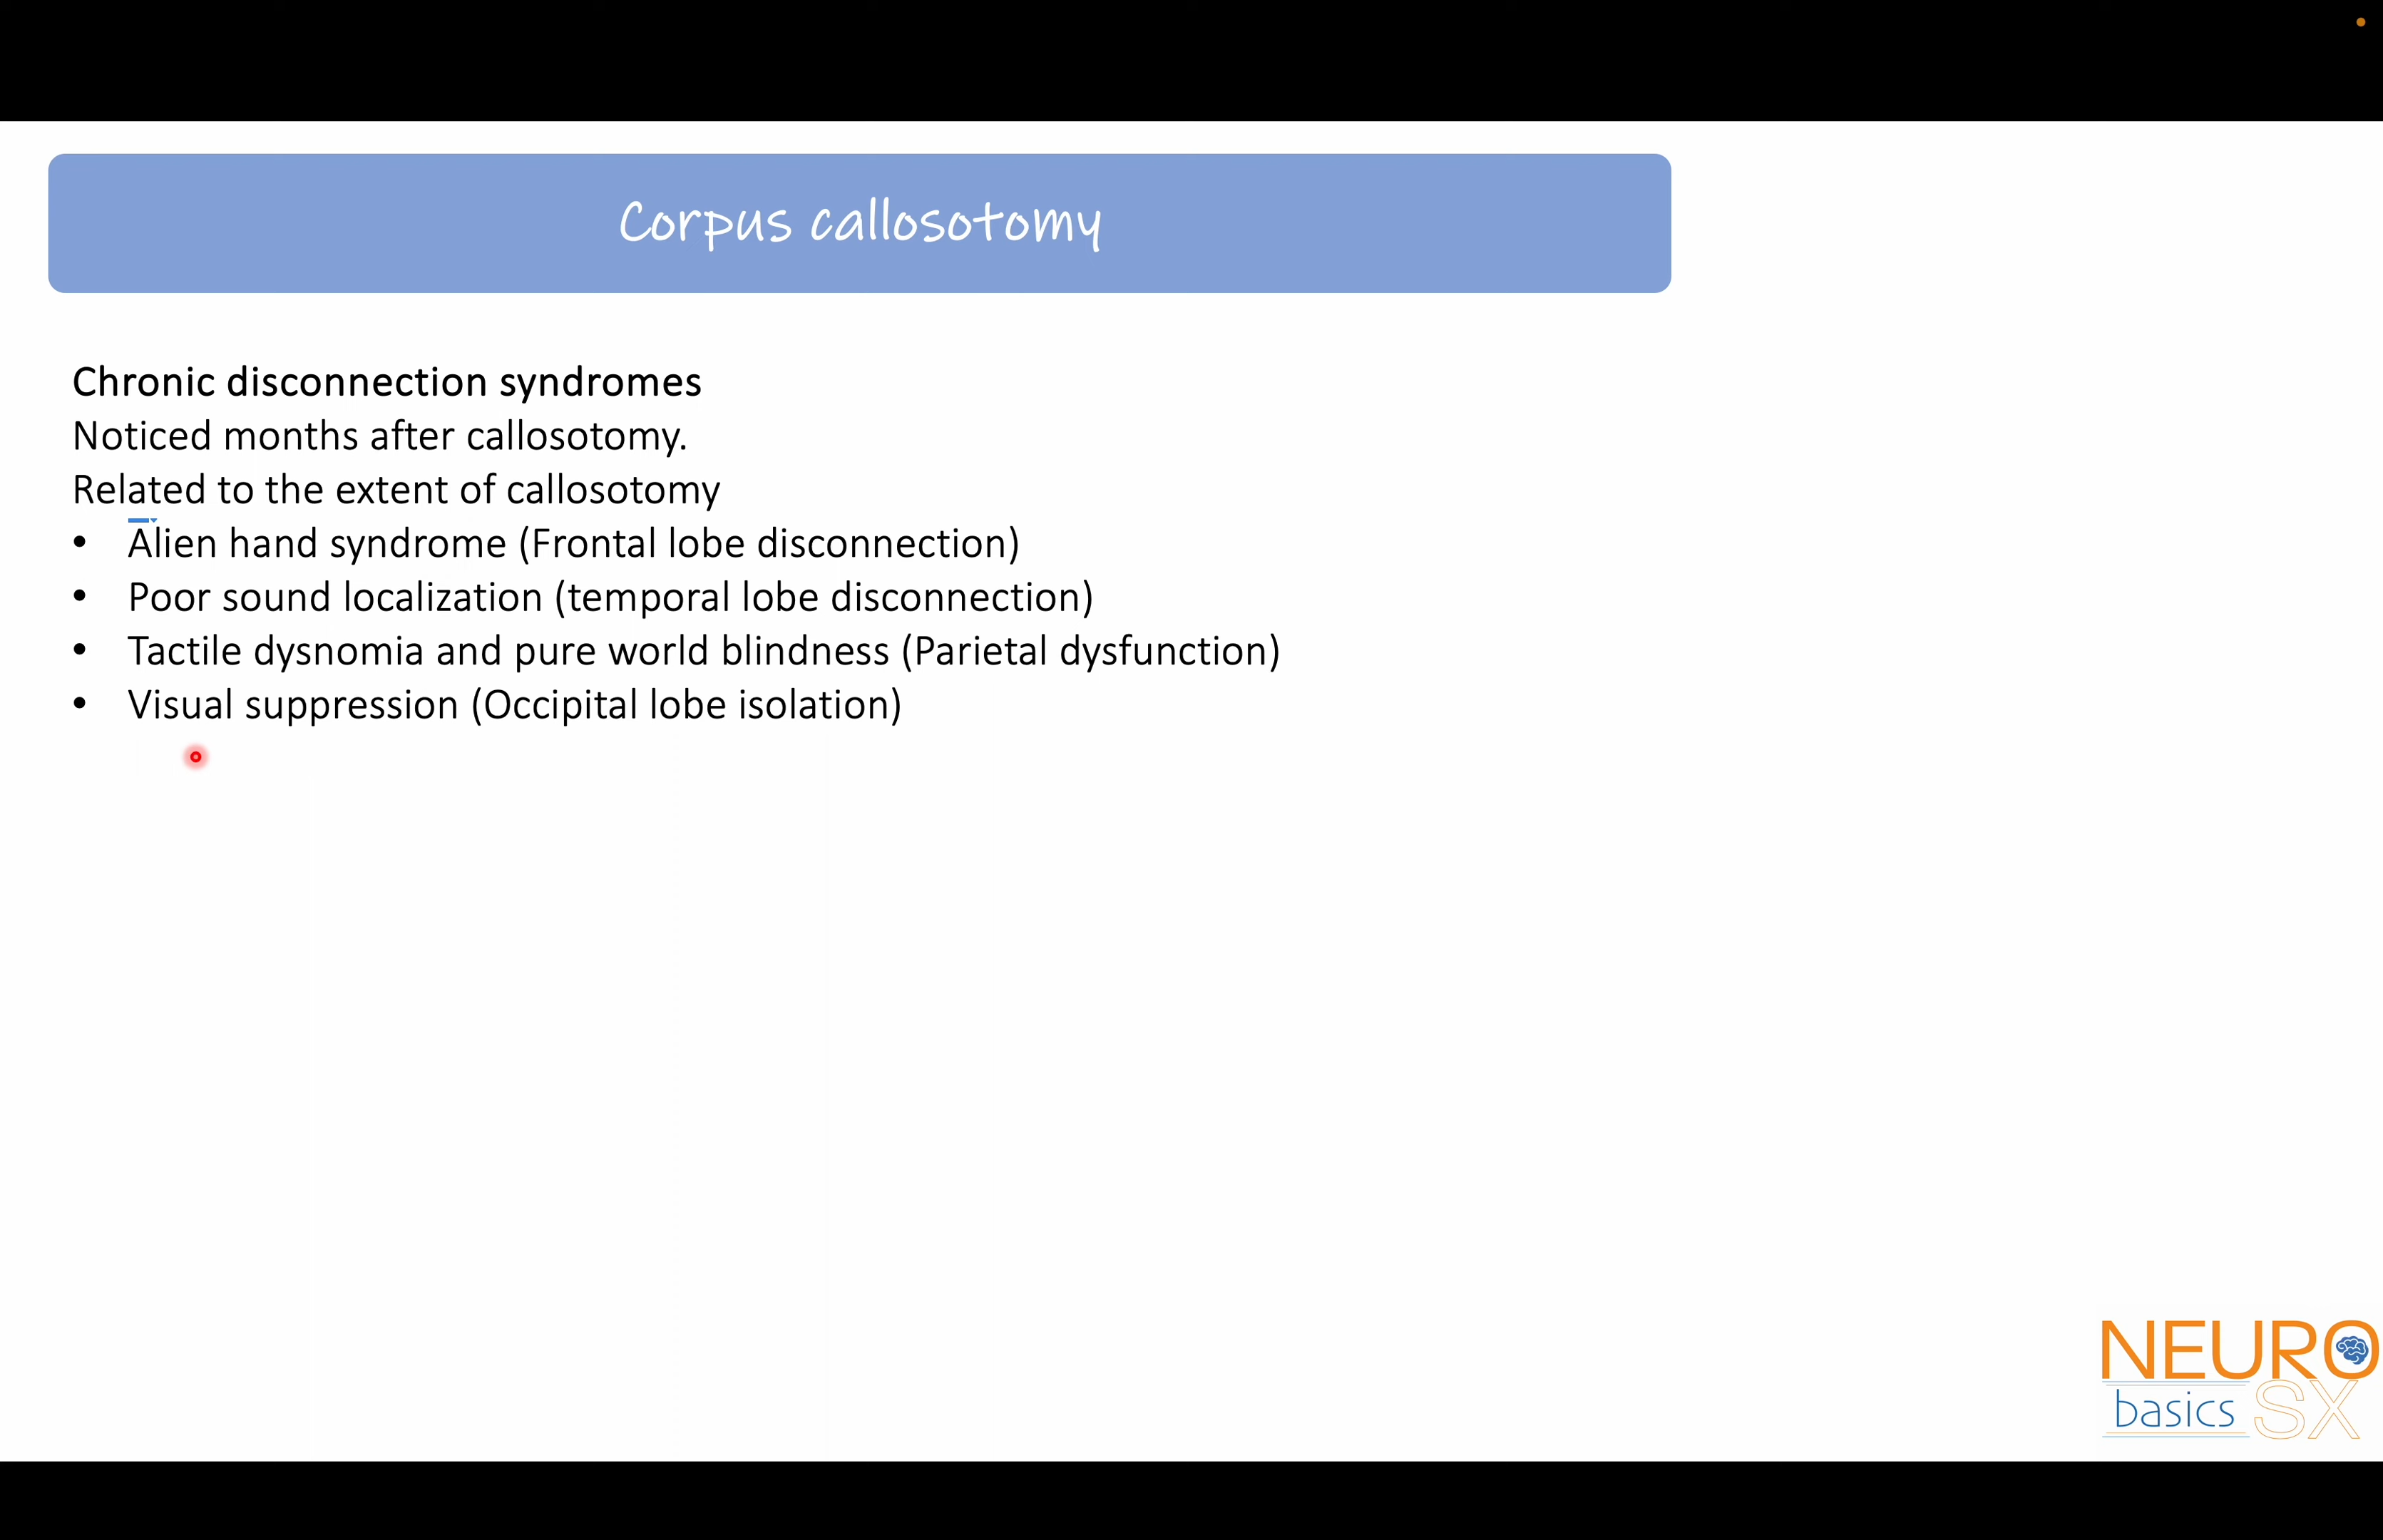 Corpus callosotomy
Chronic disconnection syndromes
Noticed months after callosotomy.
Related to the extent of callosotomy
• Alien hand syndrome (Frontal lobe disconnection)
• Poor sound localization (temporal lobe disconnection)
• Tactile dysnomia and pure world blindness (Parietal dysfunction)
• Visual suppression (Occipital lobe isolation)
NEURO
basics SX